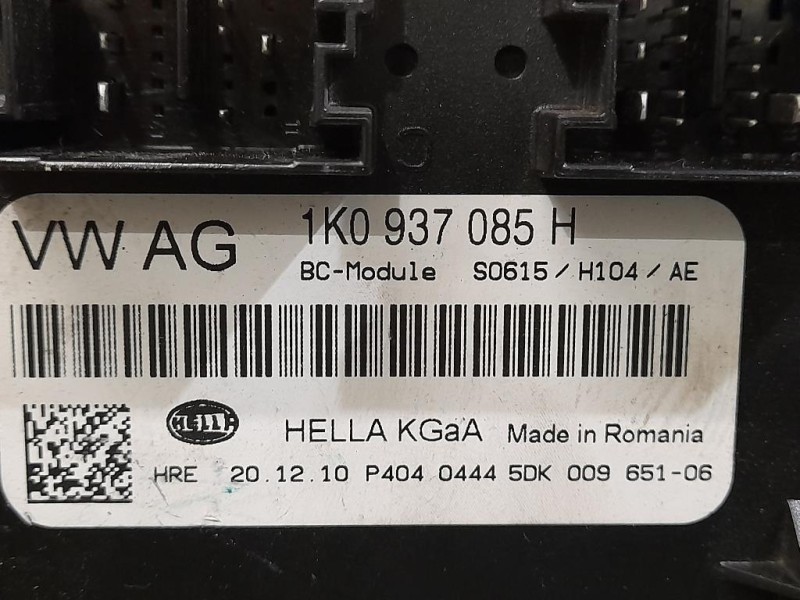 VW AG 1K0 937 085 H
BC-Module S0615 / H104 / AE
HELLA HELLA KGaA Made in Romania
HRE 20.12.10 P404 0444 5DK 009 651-06